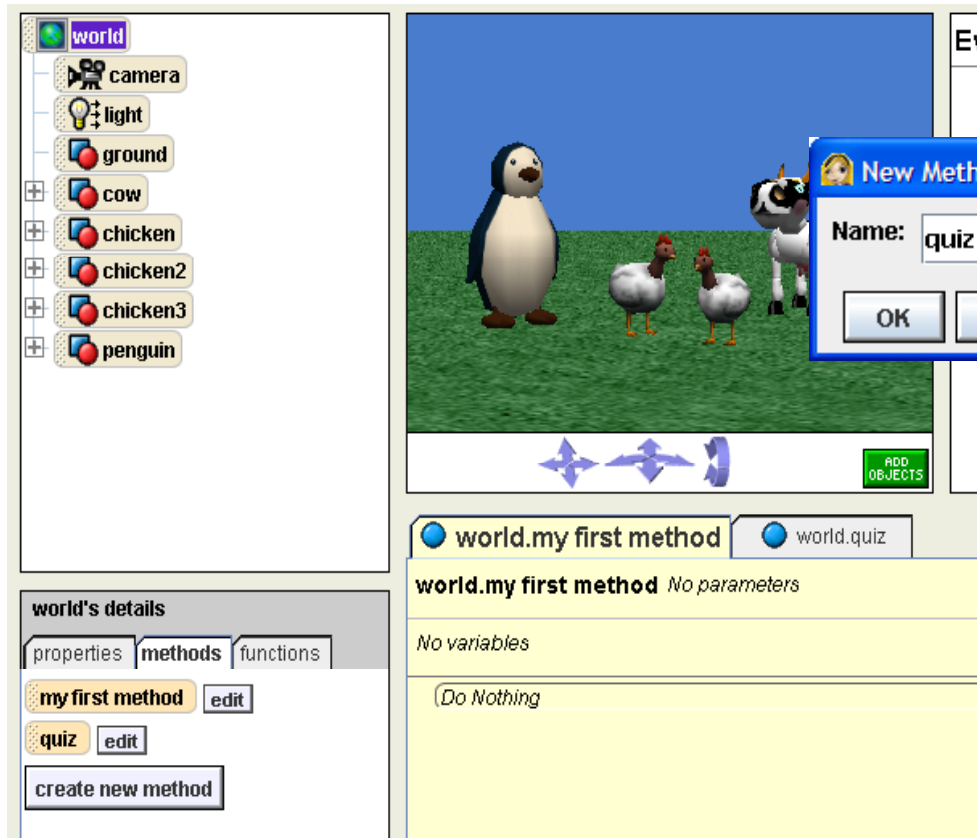 world
camera
light
ground
cow
chicken
chicken2
chicken3
penguin
world's details
properties methods functions
my first method edit
quiz edit
create new method
ADD
OBJECTS
world.my first method world.quiz
world.my first method No parameters
No variables
Do Nothing
Ev
New Meth
Name: quiz
OK